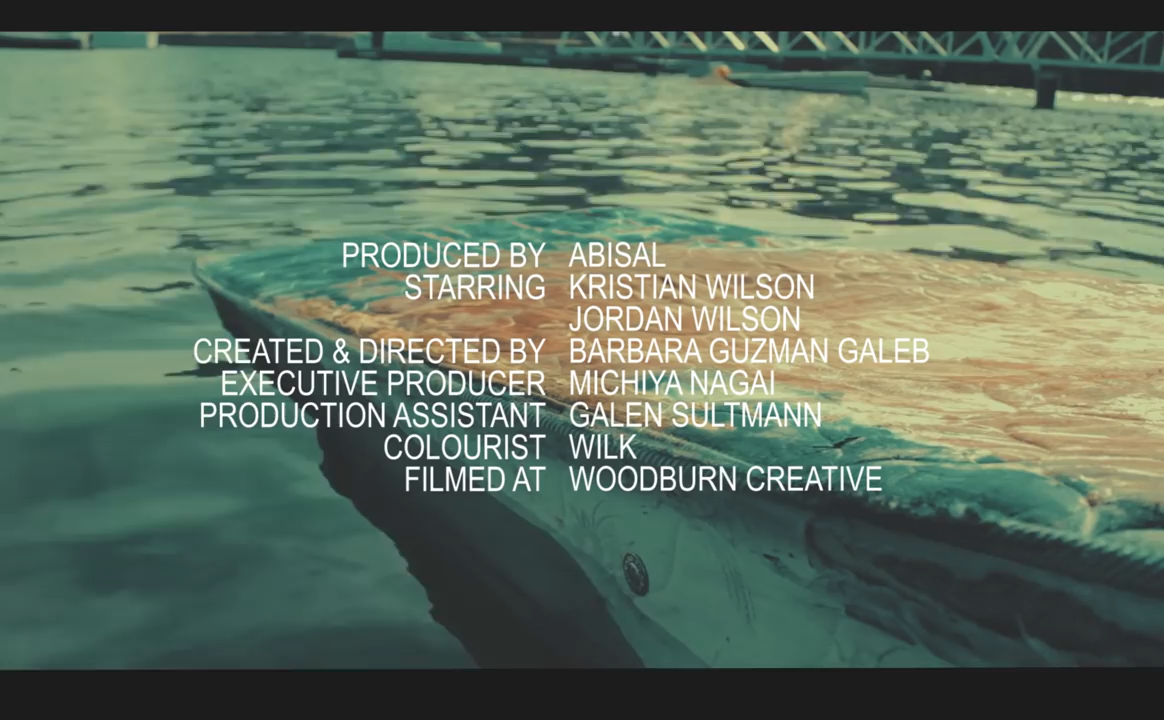 PRODUCED BY ABISAL
STARRING KRISTIAN WILSON
JORDAN WILSON
CREATED & DIRECTED BY BARBARA GUZMAN GALEB
EXECUTIVE PRODUCER MICHIYA NAGAI
PRODUCTION ASSISTANT GALEN SULTMANN
COLOURIST WILK
FILMED AT WOODBURN CREATIVE